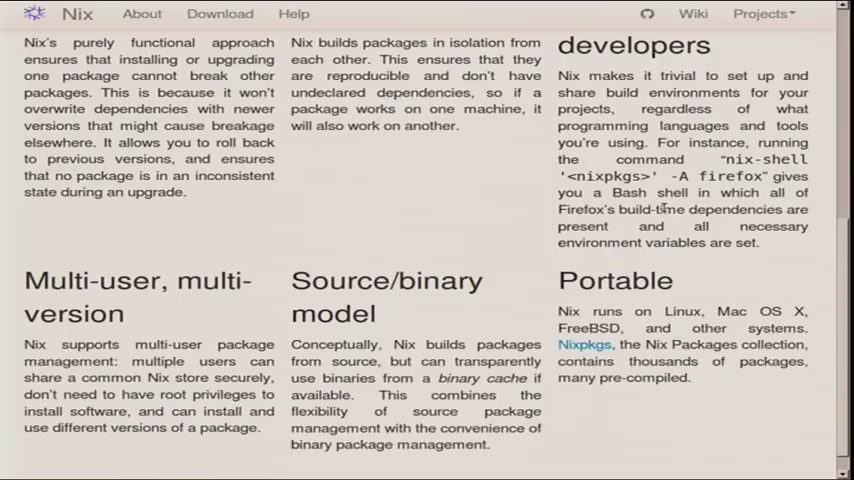 Nix About Download Help Wiki Projects
Nix's purely functional approach
ensures that installing or upgrading
one package cannot break other
packages. This is because it won't
overwrite dependencies with newer
versions that might cause breakage
elsewhere. It allows you to roll back
to previous versions, and ensures
that no package is in an inconsistent
state during an upgrade.
Nix builds packages in isolation from
each other. This ensures that they
are reproducible and don't have
undeclared dependencies, so if a
package works on one machine, it
will also work on another.
developers
Nix makes it trivial to set up and
share build environments for your
projects, regardless of what
programming languages and tools
you're using. For instance, running
the command "nix-shell
'<nixpkgs>' -A firefox" gives
you a Bash shell in which all of
Firefox's build-time dependencies are
present and all necessary
environment variables are set.
Multi-user, multi-
version
Nix supports multi-user package
management: multiple users can
share a common Nix store securely,
don't need to have root privileges to
install software, and can install and
use different versions of a package.
Source/binary
model
Conceptually, Nix builds packages
from source, but can transparently
use binaries from a binary cache if
available. This combines the
flexibility of source package
management with the convenience of
binary package management.
Portable
Nix runs on Linux, Mac OS X,
FreeBSD, and other systems.
Nixpkgs, the Nix Packages collection,
contains thousands of packages,
many pre-compiled.